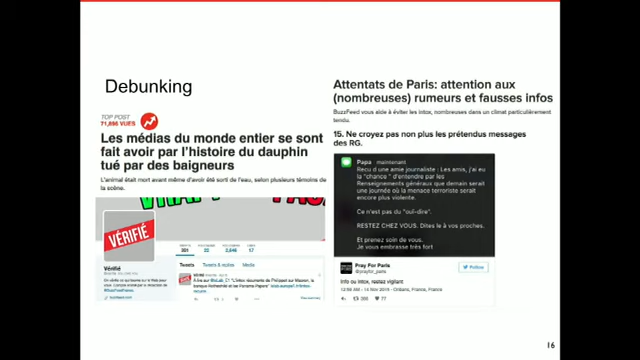 Debunking
TOP POST
71,896 VUES
Les médias du monde entier se sont
fait avoir par l'histoire du dauphin
tué par des baigneurs
L'animal était mort avant même d'avoir été sorti de l'eau, selon plusieurs témoins de
la scène.
VÉRIFIÉ
Vérifié
Tweets
Tweets & replies
Media
VÉRIFIÉ
Attentats de Paris: attention aux
(nombreuses) rumeurs et fausses infos
BuzzFeed vous aide à éviter les intox, nombreuses dans un climat particulièrement
tendu.
15. Ne croyez pas non plus les prétendus messages
des RG.
Papa maintenant
Recu d une amie journaliste : Les amis, j'ai eu
la "chance" d'entendre par les
Renseignements généraux que demain serait
une journée où la menace terroriste serait
encore plus violente.
Ce n'est pas du "ouï-dire".
RESTEZ CHEZ VOUS. Dites le à vos proches.
Et prenez soin de vous.
Je vous embrasse très fort
Pray For Paris
Follow
Info ou intox, restez vigilant
16